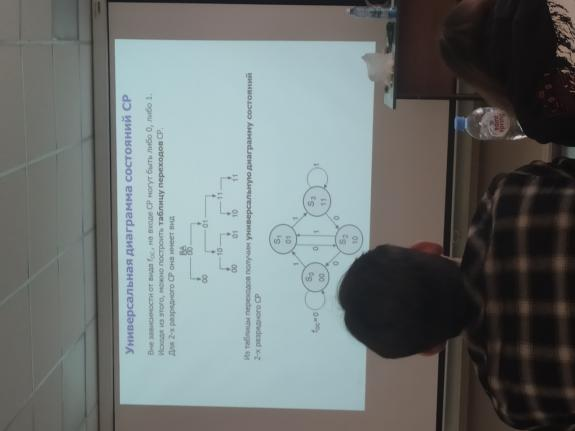 Универсальная диаграмма состояний СР
Вне зависимости от вида fос, на входе СР могут быть либо 0, либо 1.
Исходя из этого, можно построить таблицу переходов СР.
Для 2-х разрядного СР она имеет вид
00
00 01
10 11
00 01 10 11
Из таблицы переходов получим универсальную диаграмму состояний
2-х разрядного СР
S1
01
1 1
fос=0 S0 00 0 1 S3 11 1
0 0
S2
10